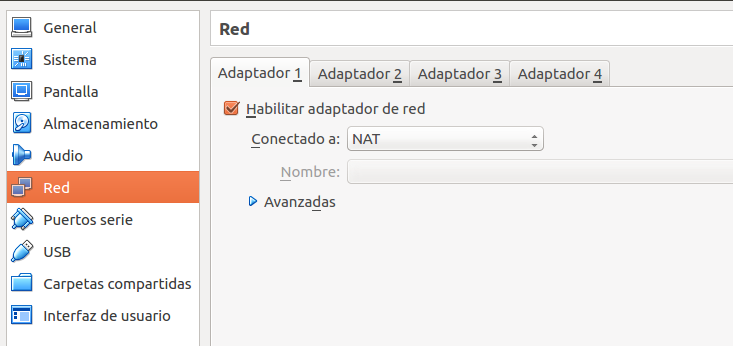 General
Sistema
Pantalla
Almacenamiento
Audio
Red
Puertos serie
USB
Carpetas compartidas
Interfaz de usuario
Red
Adaptador 1 Adaptador 2 Adaptador 3 Adaptador 4
Habilitar adaptador de red
Conectado a: NAT
Nombre:
Avanzadas